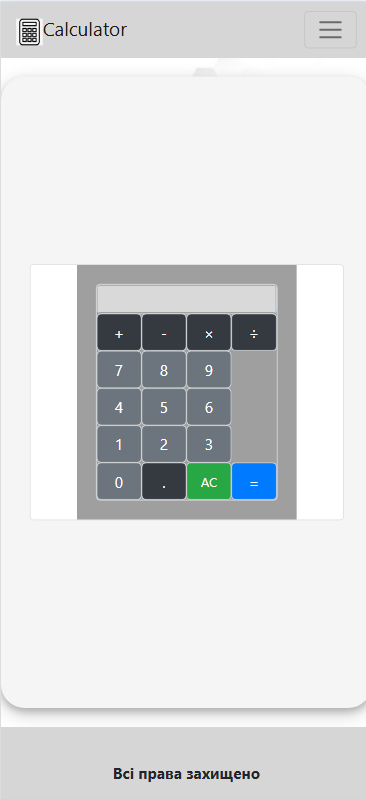 Calculator
+ - × ÷
7 8 9
4 5 6
1 2 3
0 . AC =
Всі права захищено